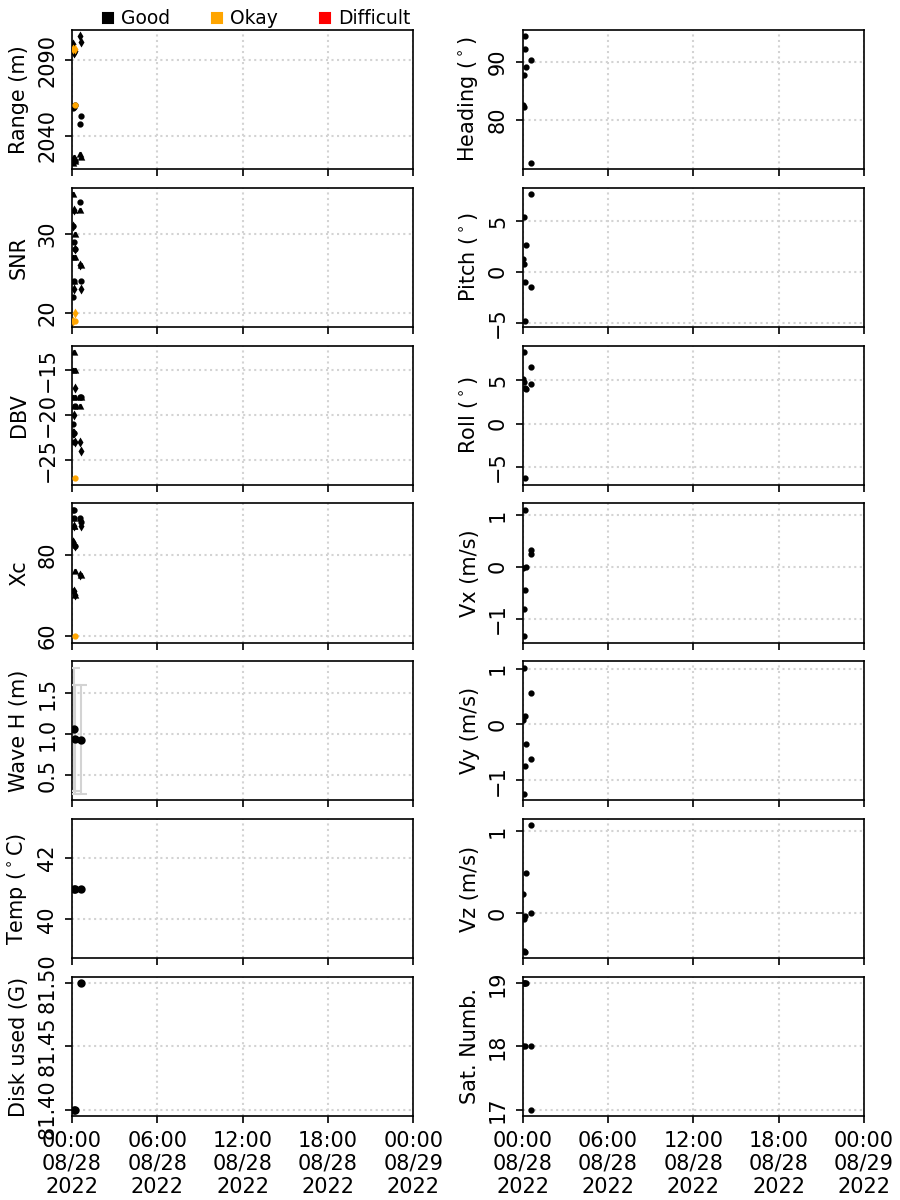 Good Okay Difficult
Range (m) 2090 2040
Heading (°) 90 80
SNR 30 20
Pitch (°) 5 0 −5
DBV −15 −20 −25
Roll (°) 5 0 −5
Xc 80 60
Vx (m/s) 1 0 −1
Wave H (m) 1.5 1.0 0.5
Vy (m/s) 1 0 −1
Temp (°C) 42 40
Vz (m/s) 1 0
Disk used (G) 81.50 81.45 81.40
Sat. Numb. 19 18 17
00:00 06:00 12:00 18:00 00:00
08/28 08/28 08/28 08/28 08/29
2022 2022 2022 2022 2022
00:00 06:00 12:00 18:00 00:00
08/28 08/28 08/28 08/28 08/29
2022 2022 2022 2022 2022